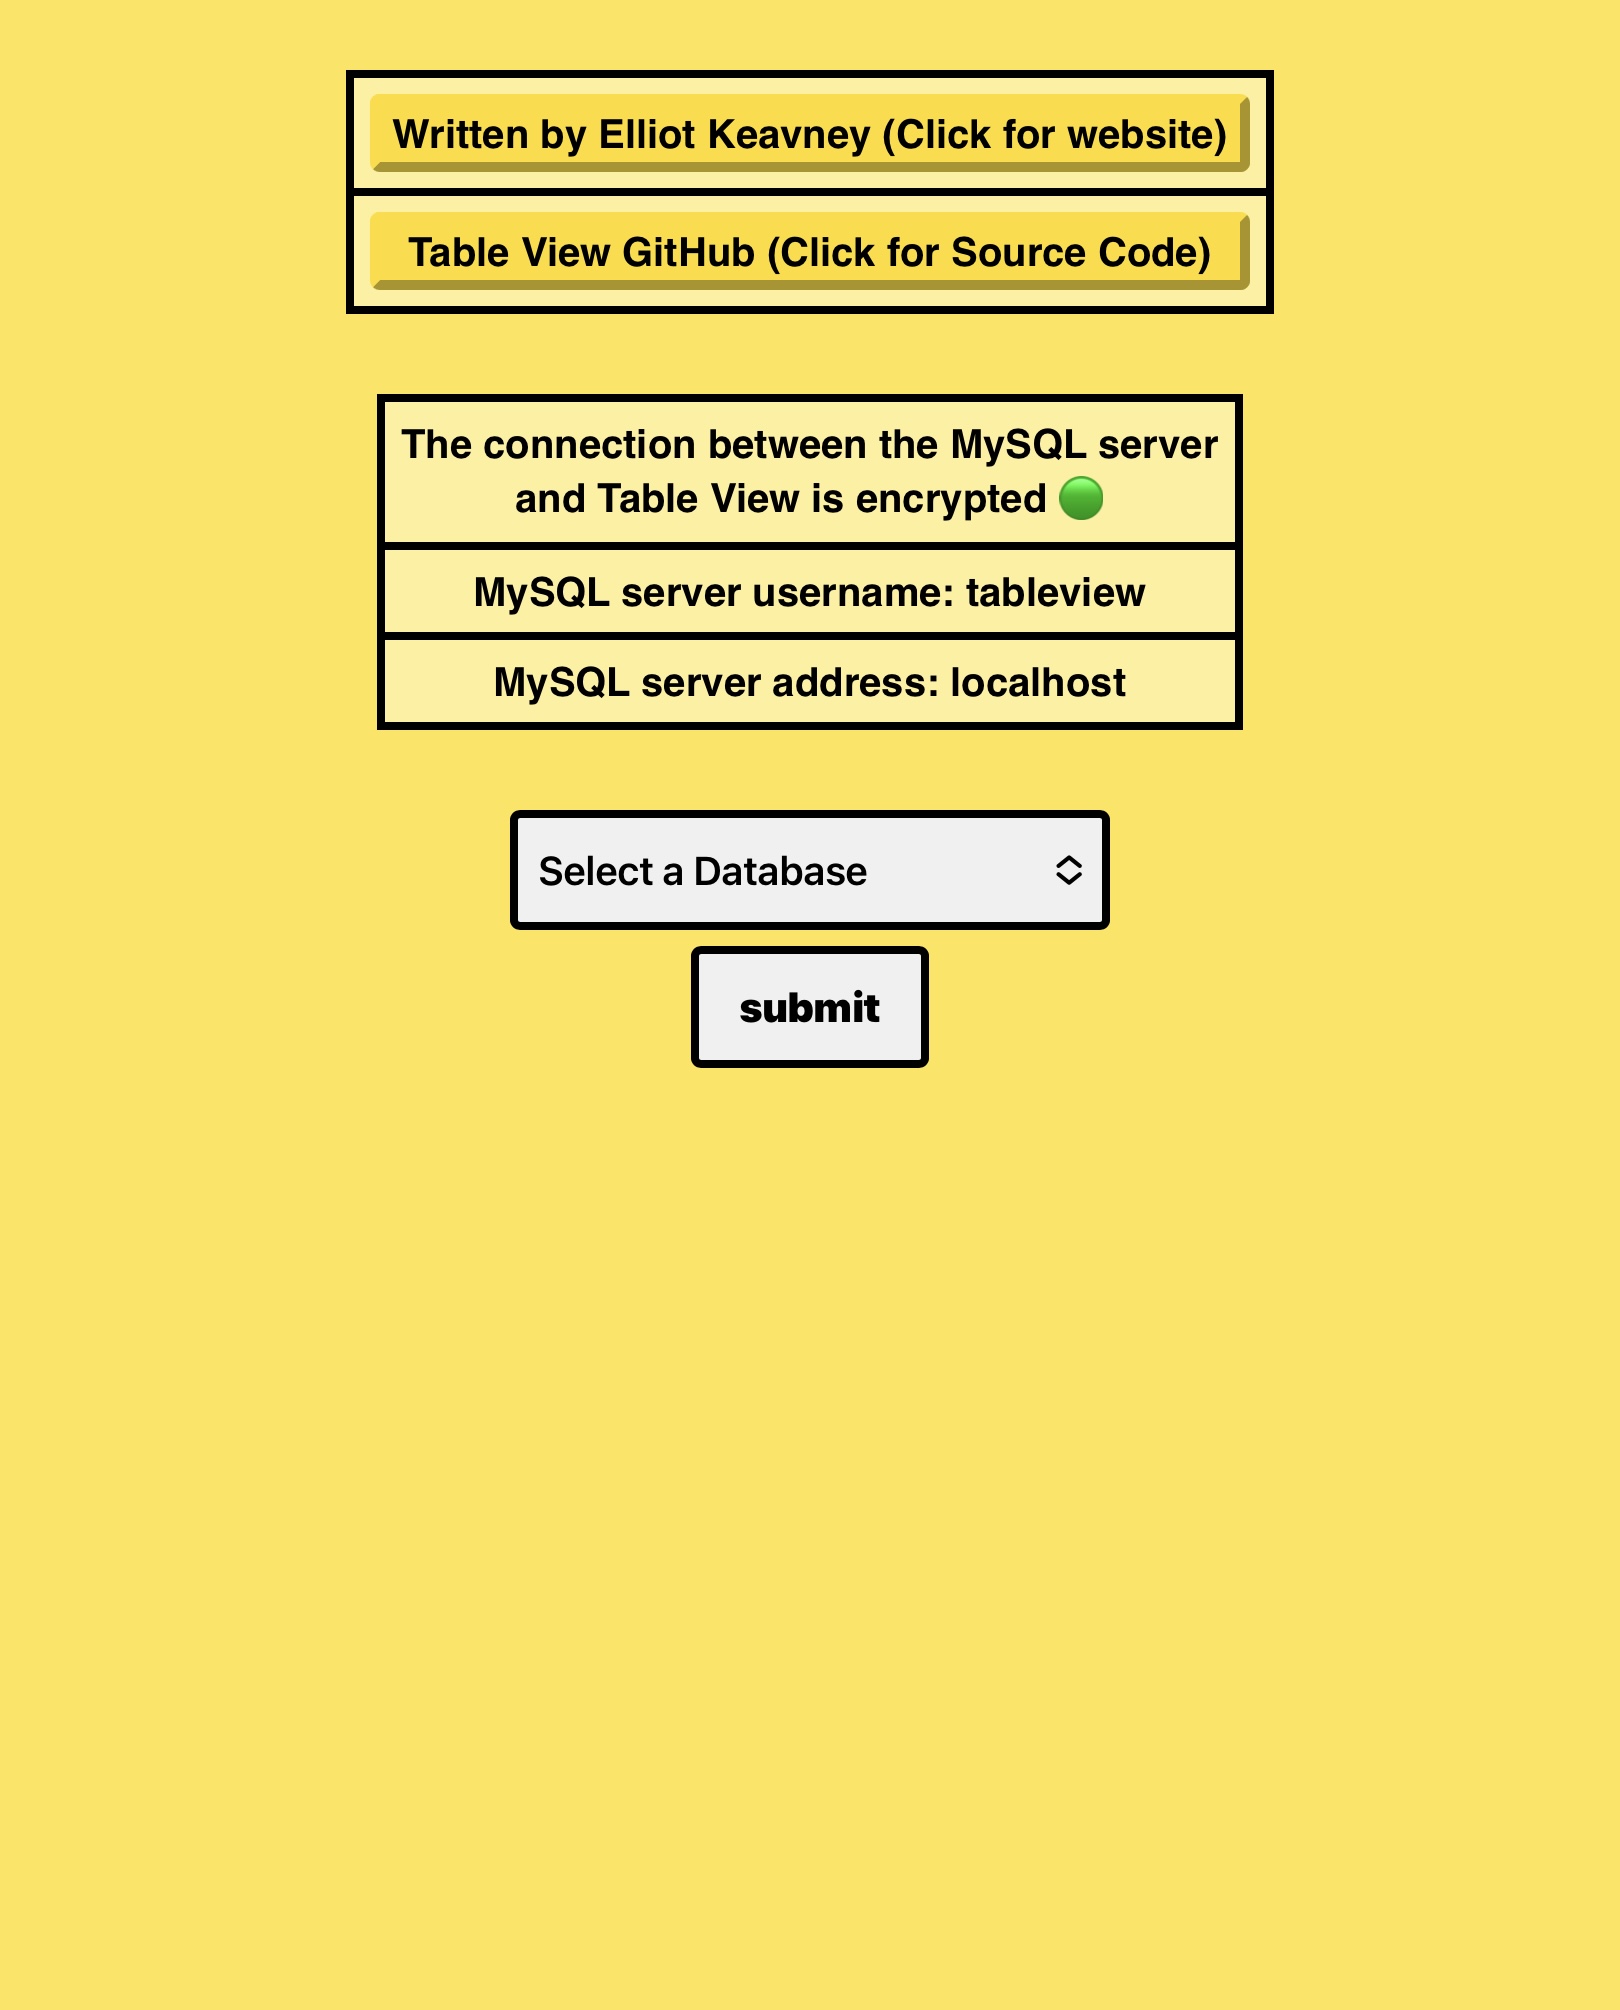 Written by Elliot Keavney (Click for website)
Table View GitHub (Click for Source Code)
The connection between the MySQL server
and Table View is encrypted 🟢
MySQL server username: tableview
MySQL server address: localhost
Select a Database
submit